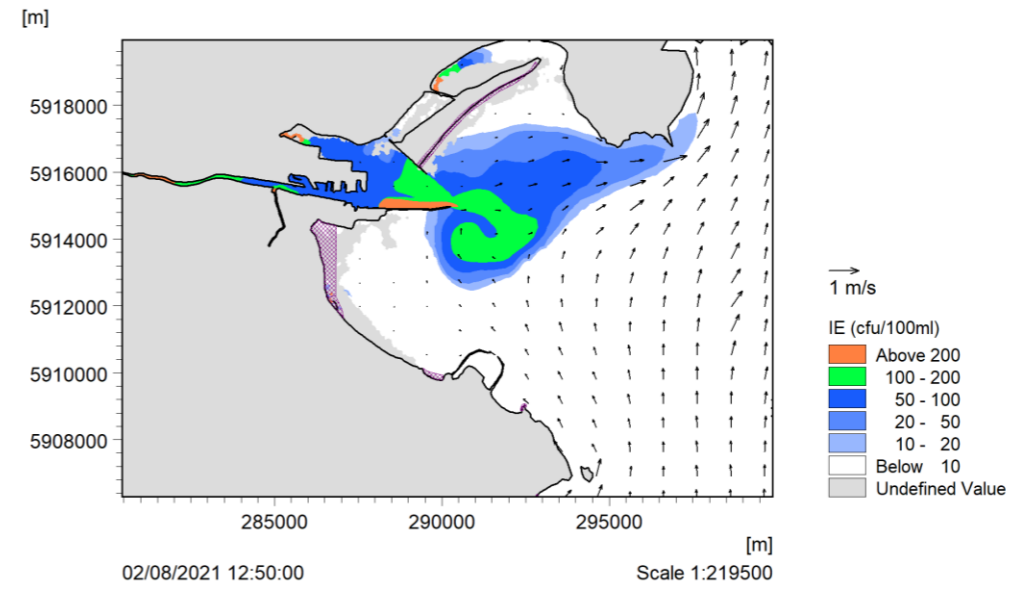 [m]
5918000
5916000
5914000
5912000
5910000
5908000
285000
290000
295000
[m]
02/08/2021 12:50:00
Scale 1:219500
1 m/s
IE (cfu/100ml)
Above 200
100 - 200
50 - 100
20 - 50
10 - 20
Below 10
Undefined Value